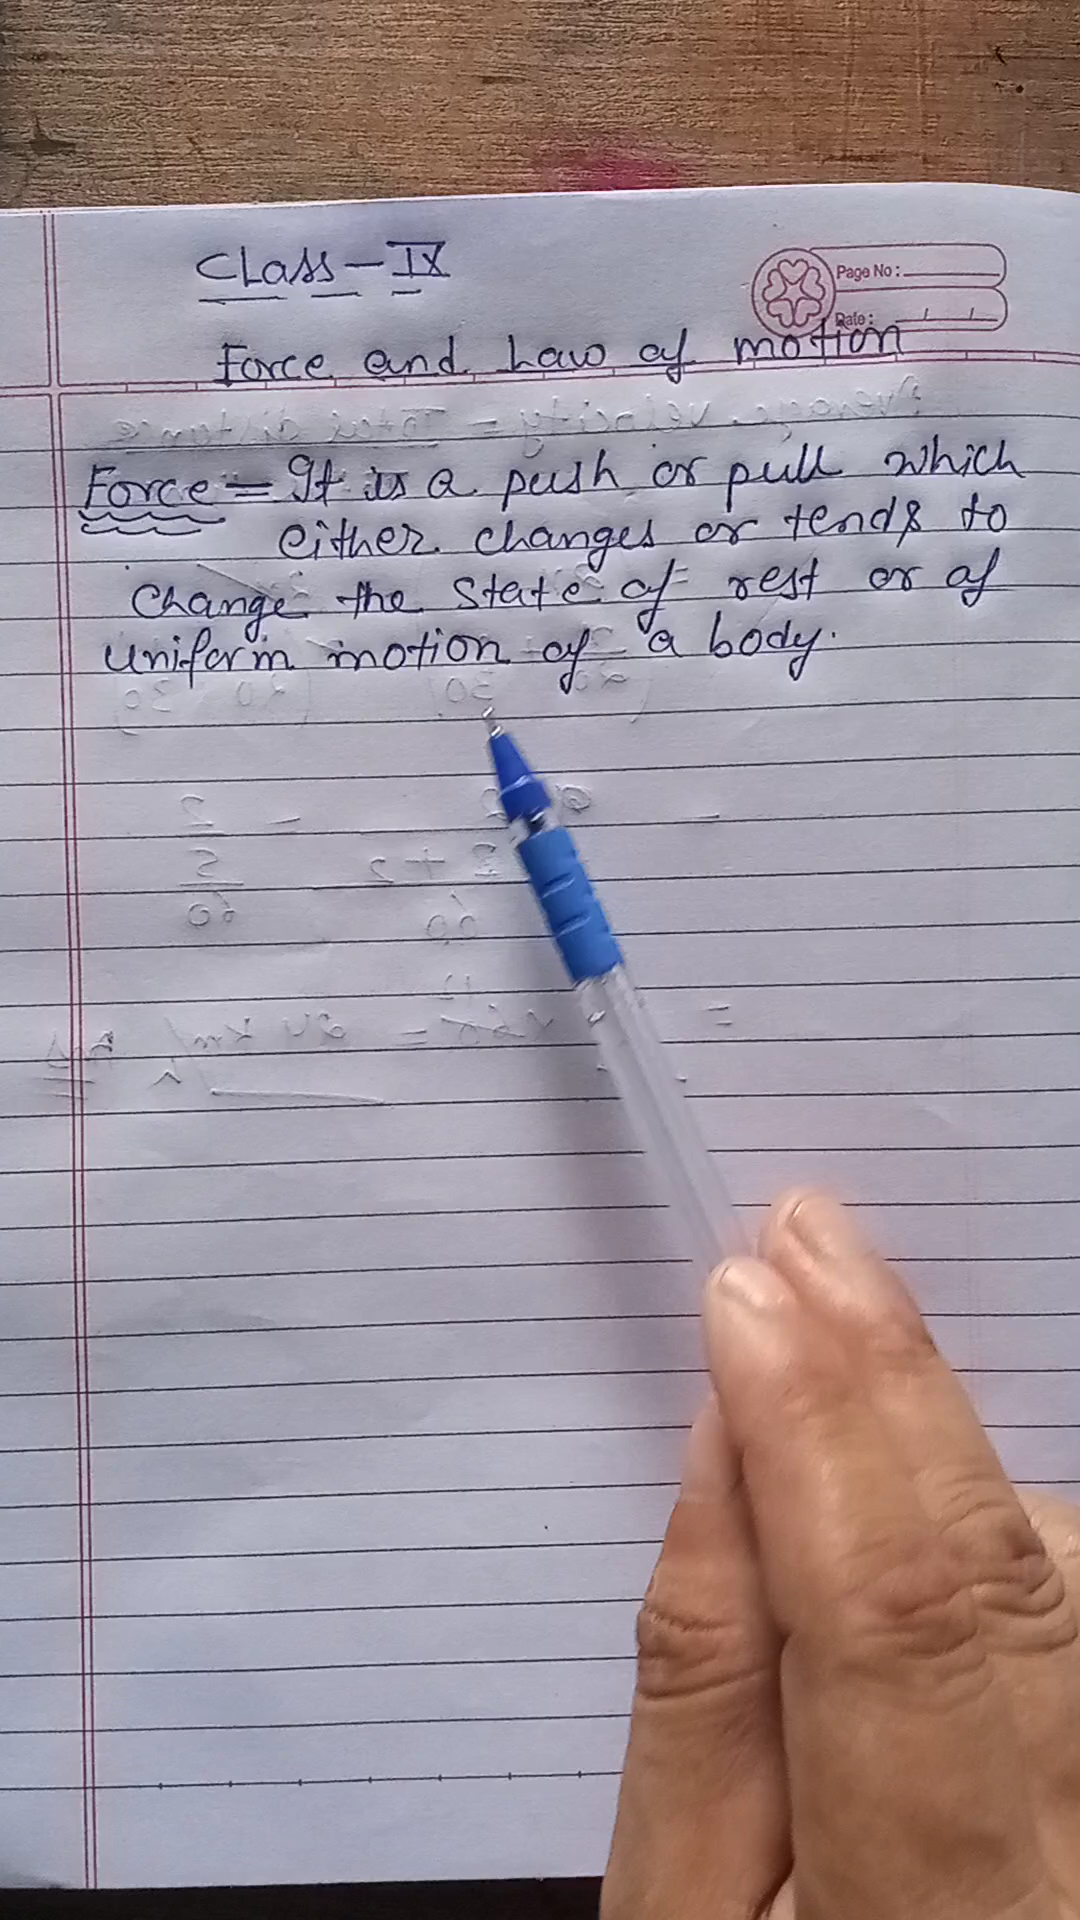 Class - IX
Page No :
Date :
Force and Law of motion
Force = It is a push or pull which
either changes or tends to
change the state of rest or of
uniform motion of a body.